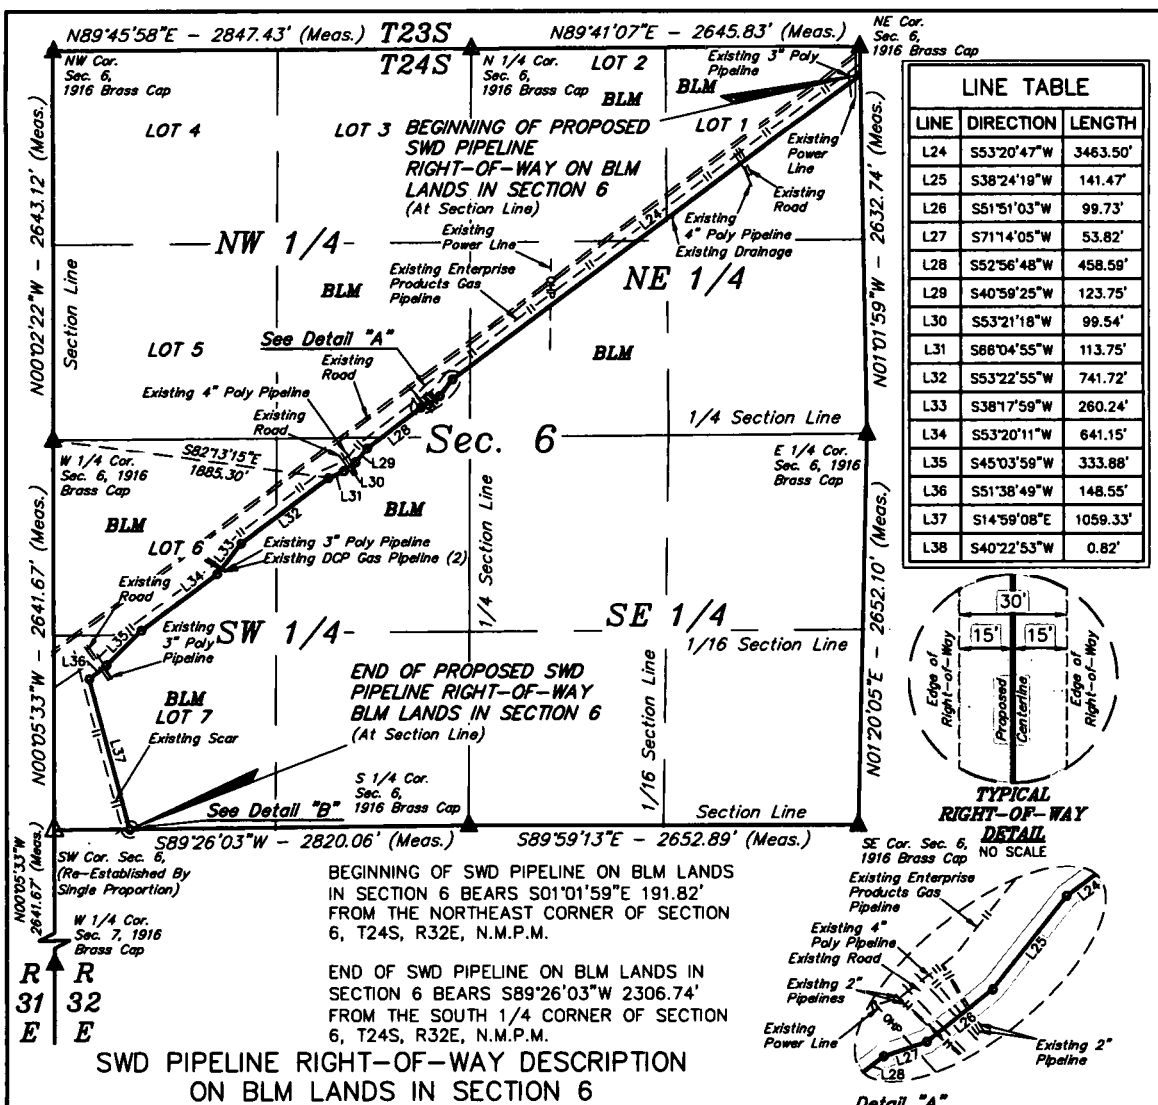 N89°45'58"E - 2847.43' (Meas.)
T23S
T24S
N89°41'07"E - 2645.83' (Meas.)
NE Cor.
Sec. 6,
1916 Brass Cap
NW Cor.
Sec. 6,
1916 Brass Cap
N 1/4 Cor.
Sec. 6,
1916 Brass Cap
LOT 2
BLM
Existing 3" Poly
Pipeline
BLM
LOT 4
LOT 3
LOT 1
BEGINNING OF PROPOSED
SWD PIPELINE
RIGHT-OF-WAY ON BLM
LANDS IN SECTION 6
(At Section Line)
Existing
Power
Line
Existing
Road
Existing
4" Poly Pipeline
Existing Drainage
L24
N00°02'22"W - 2643.12' (Meas.)
Section Line
N01°01'59"W - 2632.74' (Meas.)
NW 1/4
Existing
Power Line
Existing Enterprise
Products Gas
Pipeline
NE 1/4
BLM
BLM
LOT 5
See Detail "A"
Existing
Road
Existing 4" Poly Pipeline
Existing
Road
L28
L29
L30
L31
Sec. 6
1/4 Section Line
S82°13'15"E
1885.30'
W 1/4 Cor.
Sec. 6, 1916
Brass Cap
E 1/4 Cor.
Sec. 6, 1916
Brass Cap
BLM
BLM
L32
1/4 Section Line
LOT 6
L33
Existing 3" Poly Pipeline
Existing DCP Gas Pipeline (2)
L34
Existing
Road
L35
L36
Existing
3" Poly
Pipeline
SW 1/4
SE 1/4
1/16 Section Line
1/16 Section Line
N00°05'33"W - 2641.67' (Meas.)
N01°20'05"E - 2652.10' (Meas.)
BLM
LOT 7
Existing Scar
L37
END OF PROPOSED SWD
PIPELINE RIGHT-OF-WAY
BLM LANDS IN SECTION 6
(At Section Line)
S 1/4 Cor.
Sec. 6,
1916 Brass Cap
See Detail "B"
Section Line
S89°26'03"W - 2820.06' (Meas.)
S89°59'13"E - 2652.89' (Meas.)
SW Cor. Sec. 6,
(Re-Established By
Single Proportion)
N00°05'33"W
2641.67' (Meas.)
W 1/4 Cor.
Sec. 7, 1916
Brass Cap
SE Cor. Sec. 6,
1916 Brass Cap
R R
31 32
E E
BEGINNING OF SWD PIPELINE ON BLM LANDS
IN SECTION 6 BEARS S01°01'59"E 191.82'
FROM THE NORTHEAST CORNER OF SECTION
6, T24S, R32E, N.M.P.M.
END OF SWD PIPELINE ON BLM LANDS IN
SECTION 6 BEARS S89°26'03"W 2306.74'
FROM THE SOUTH 1/4 CORNER OF SECTION
6, T24S, R32E, N.M.P.M.
SWD PIPELINE RIGHT-OF-WAY DESCRIPTION
ON BLM LANDS IN SECTION 6
LINE TABLE
LINE DIRECTION LENGTH
L24 S53°20'47"W 3463.50'
L25 S38°24'19"W 141.47'
L26 S51°51'03"W 99.73'
L27 S71°14'05"W 53.82'
L28 S52°56'48"W 458.59'
L29 S40°59'25"W 123.75'
L30 S53°21'18"W 99.54'
L31 S66°04'55"W 113.75'
L32 S53°22'55"W 741.72'
L33 S38°17'59"W 260.24'
L34 S53°20'11"W 641.15'
L35 S45°03'59"W 333.88'
L36 S51°38'49"W 148.55'
L37 S14°59'08"E 1059.33'
L38 S40°22'53"W 0.82'
30'
15' 15'
Edge of
Right-of-Way
Proposed
Centerline
Edge of
Right-of-Way
TYPICAL
RIGHT-OF-WAY
DETAIL
NO SCALE
Existing Enterprise
Products Gas
Pipeline
L24
L25
Existing 4"
Poly Pipeline
Existing Road
Existing 2"
Pipelines
OHP
L26
Existing
Power Line
L27
L28
Existing 2"
Pipeline
Detail "A"